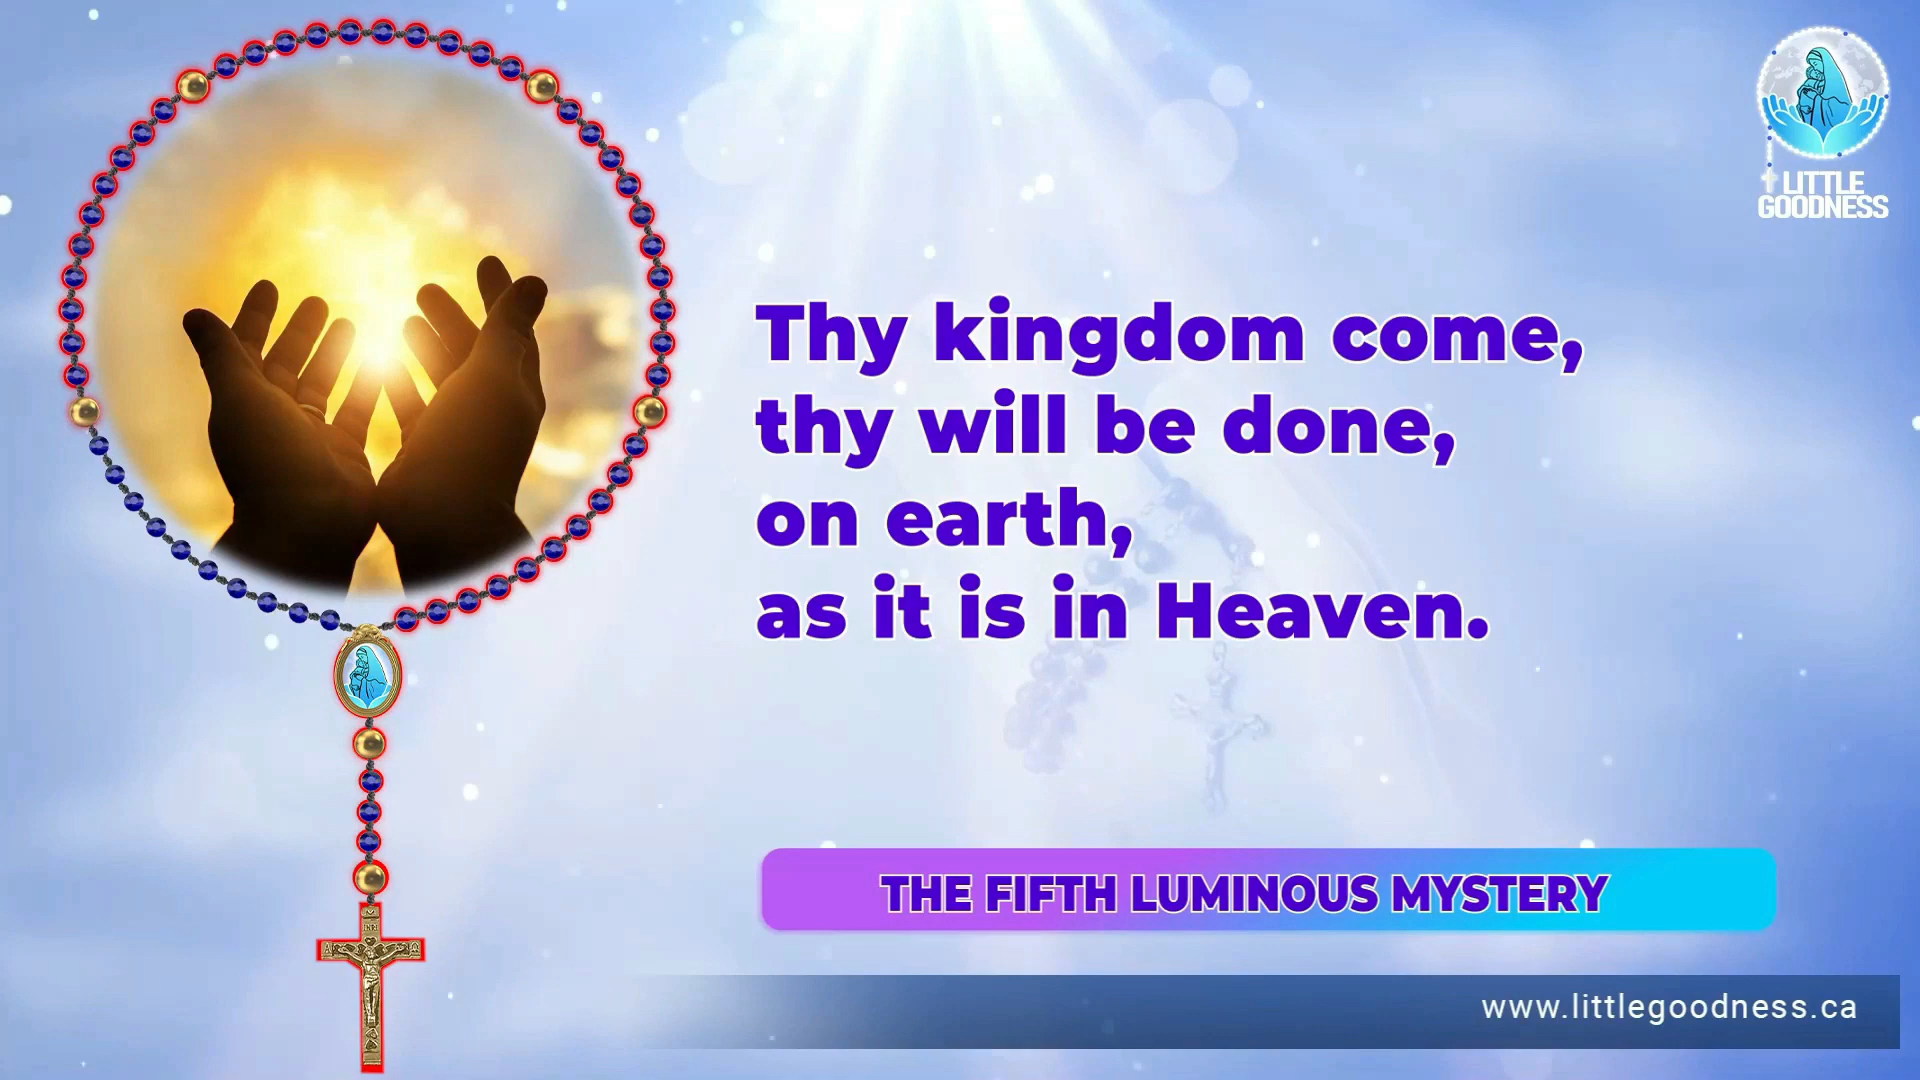 LITTLE
GOODNESS
Thy kingdom come,
thy will be done,
on earth,
as it is in Heaven.
THE FIFTH LUMINOUS MYSTERY
INRI
www.littlegoodness.ca